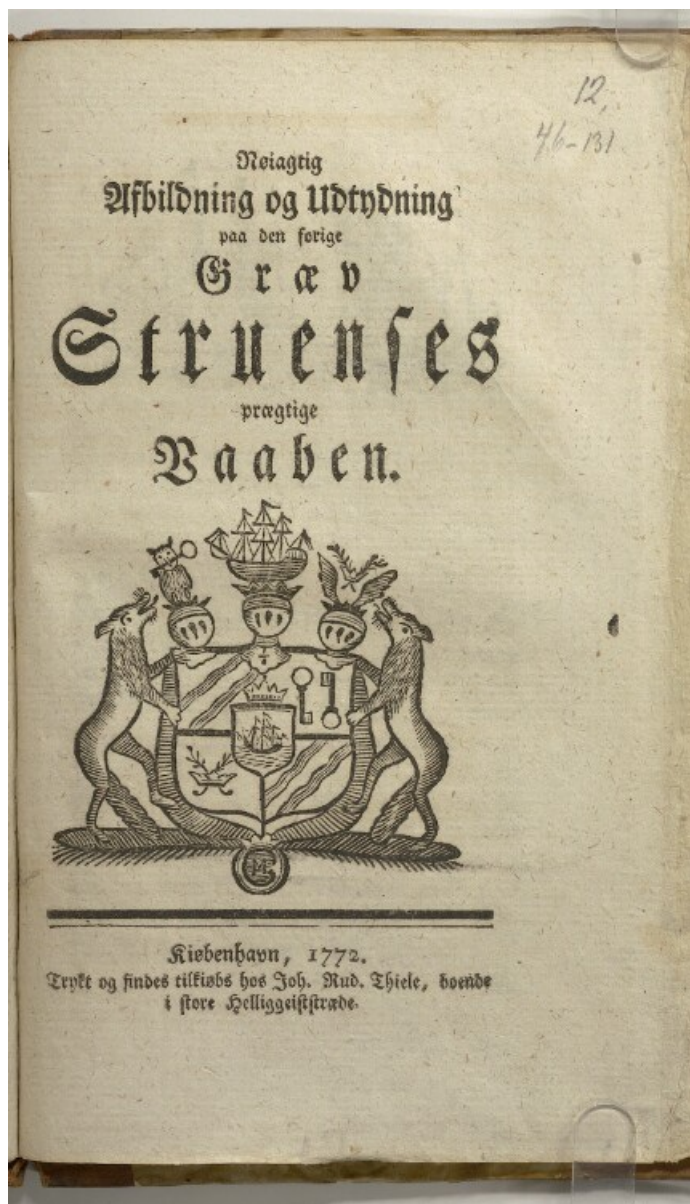 12.
46-131
Nøiagtig
Afbildning og Udtydning
paa den forige
Græv
Struenses
prægtige
Vaaben.
Kiøbenhavn, 1772.
Trykt og findes tilkiøbs hos Joh. Rud. Thiele, boende
i store Helliggeiststræde.